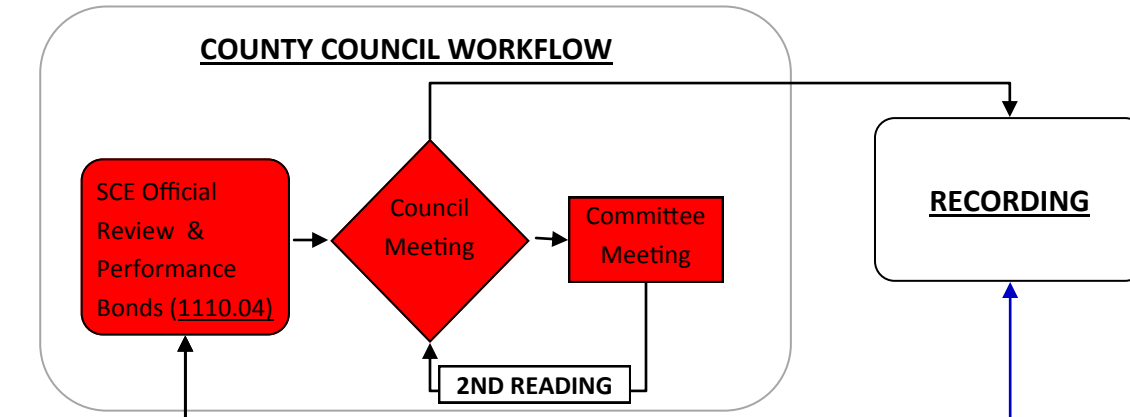 COUNTY COUNCIL WORKFLOW
SCE Official
Review & 
Performance
Bonds (1110.04)
Council
Meeting
Committee
Meeting
2ND READING
RECORDING